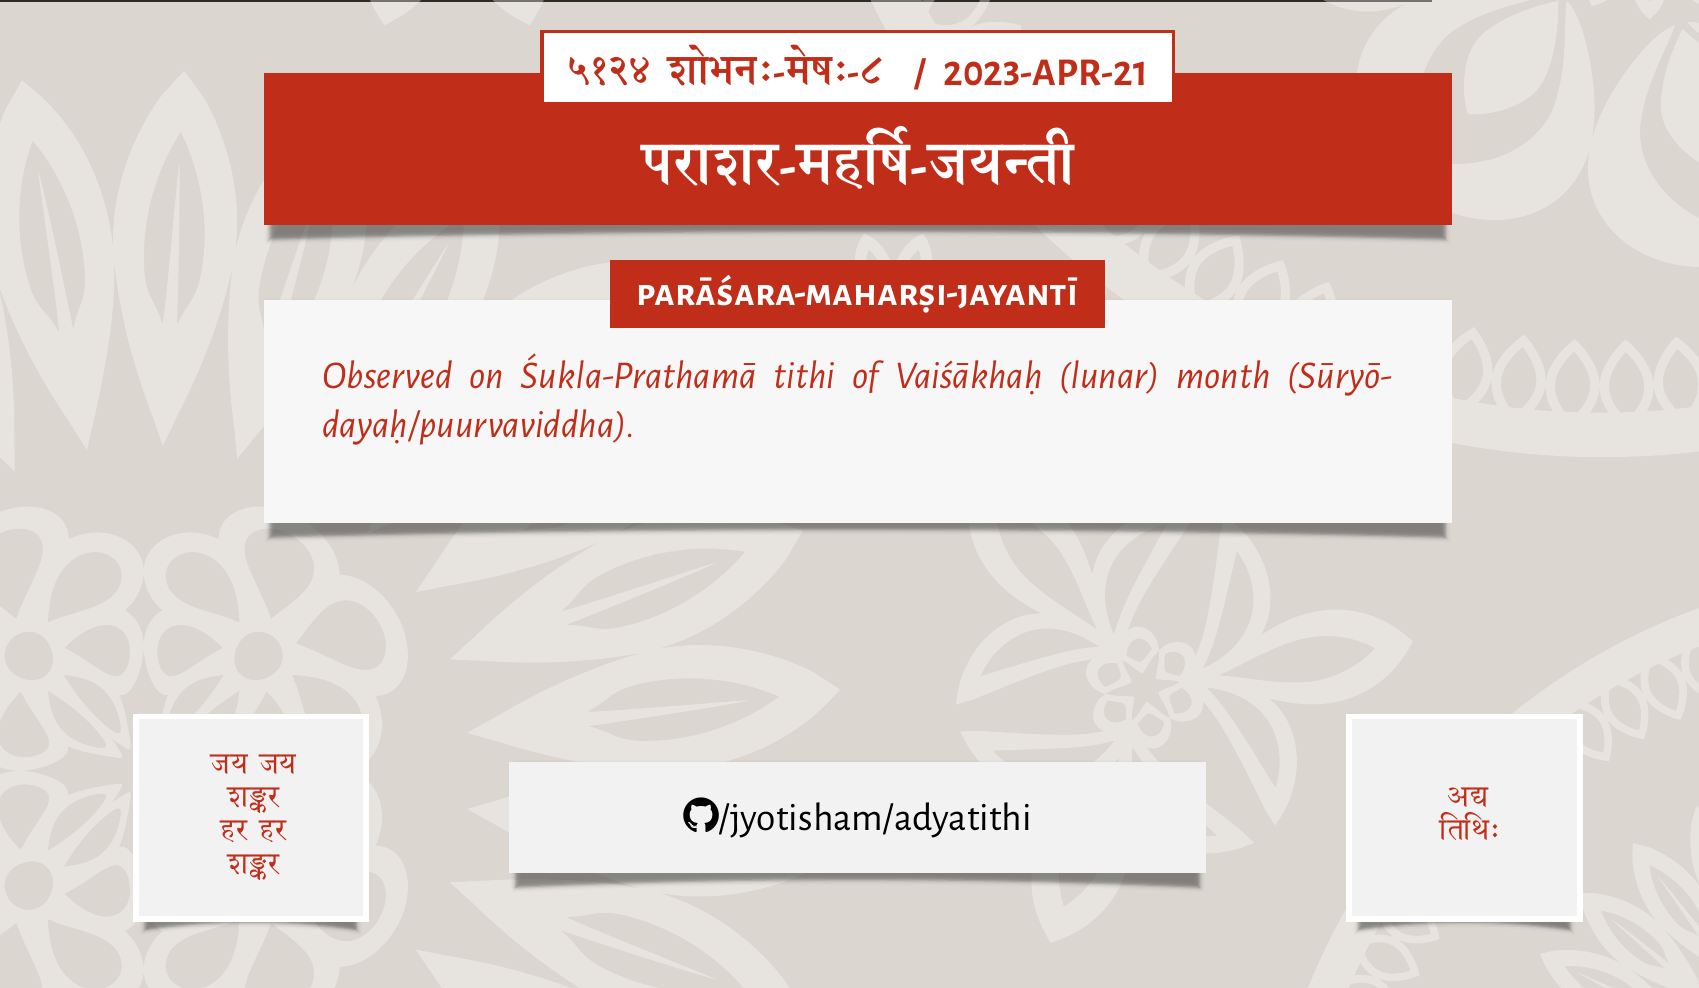 ५१२४ शोभनः-मेषः-८ / 2023-APR-21
पराशर-महर्षि-जयन्ती
PARĀŚARA-MAHARṢI-JAYANTĪ
Observed on Śukla-Prathamā tithi of Vaiśākhaḥ (lunar) month (Sūryō-
dayaḥ/puurvaviddha).
जय जय
शङ्कर
हर हर
शङ्कर
/jyotisham/adyatithi
अद्य
तिथिः